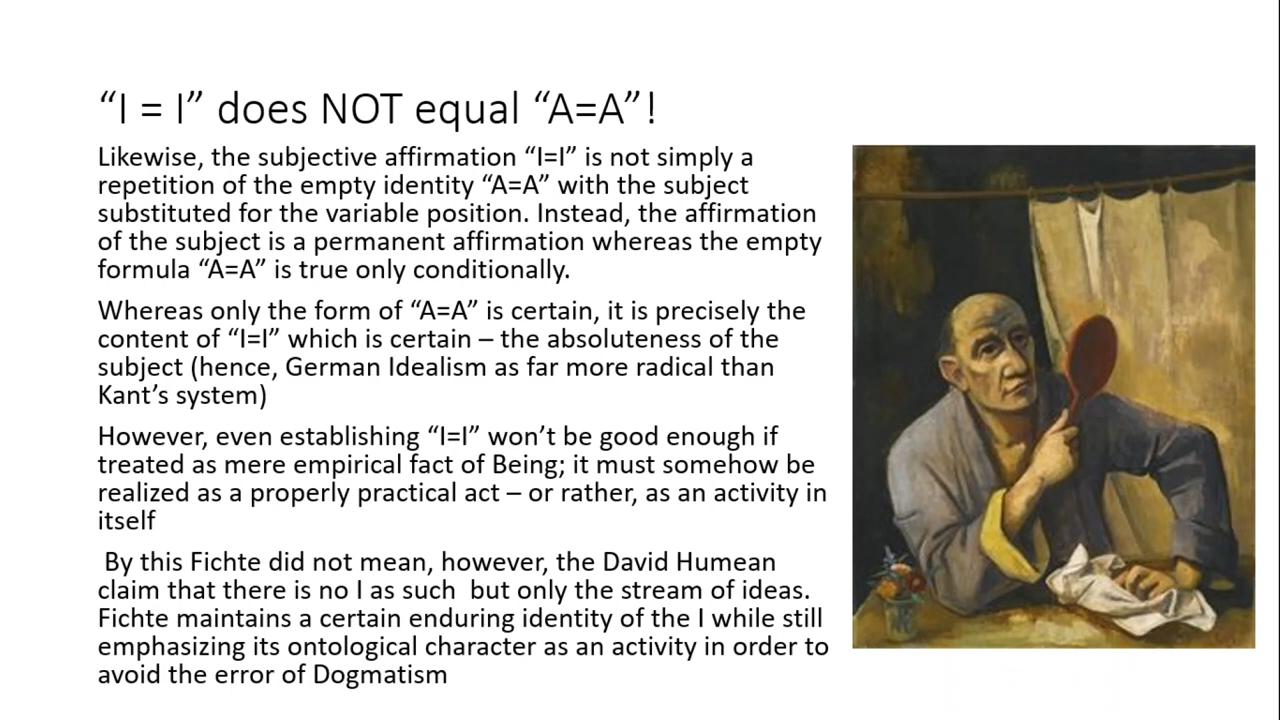 “I = I” does NOT equal “A=A”!
Likewise, the subjective affirmation “I=I” is not simply a
repetition of the empty identity “A=A” with the subject
substituted for the variable position. Instead, the affirmation
of the subject is a permanent affirmation whereas the empty
formula “A=A” is true only conditionally.
Whereas only the form of “A=A” is certain, it is precisely the
content of “I=I” which is certain – the absoluteness of the
subject (hence, German Idealism as far more radical than
Kant’s system)
However, even establishing “I=I” won’t be good enough if
treated as mere empirical fact of Being; it must somehow be
realized as a properly practical act – or rather, as an activity in
itself
By this Fichte did not mean, however, the David Humean
claim that there is no I as such  but only the stream of ideas.
Fichte maintains a certain enduring identity of the I while still
emphasizing its ontological character as an activity in order to
avoid the error of Dogmatism